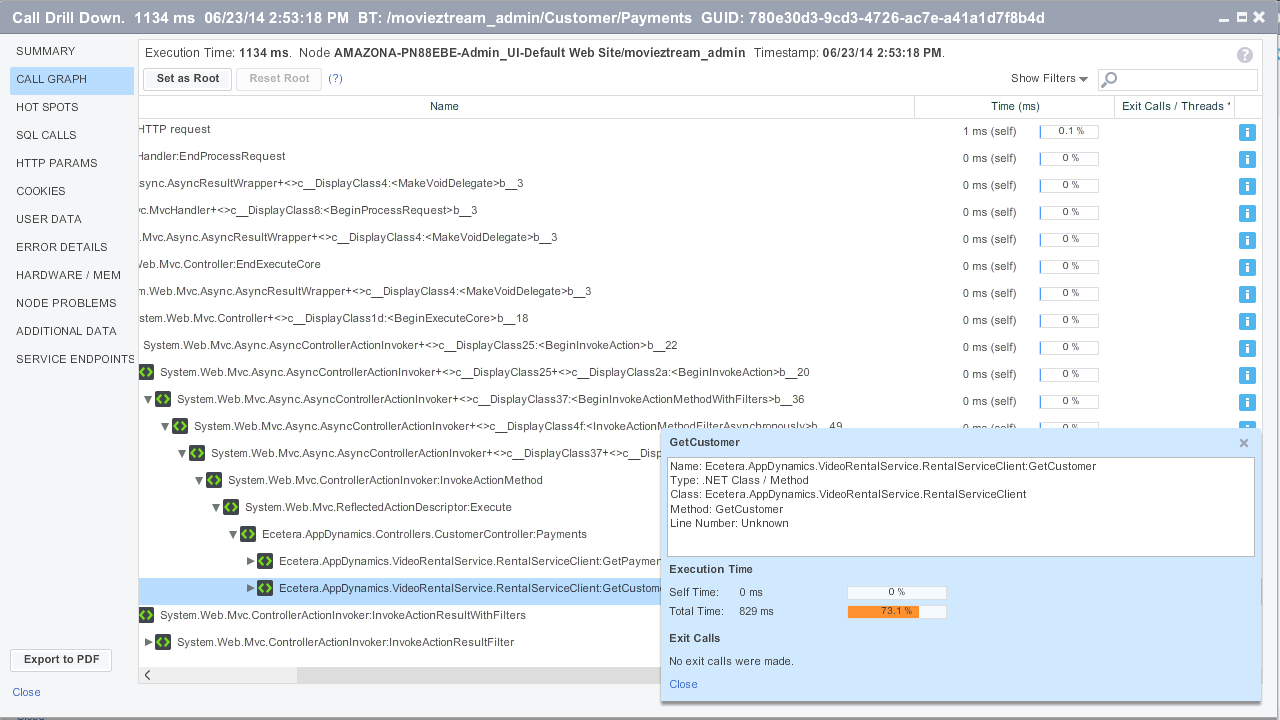 Call Drill Down. 1134 ms 06/23/14 2:53:18 PM BT: /movieztream_admin/Customer/Payments GUID: 780e30d3-9cd3-4726-ac7e-a41a1d7f8b4d
SUMMARY
CALL GRAPH
HOT SPOTS
SQL CALLS
HTTP PARAMS
COOKIES
USER DATA
ERROR DETAILS
HARDWARE / MEM
NODE PROBLEMS
ADDITIONAL DATA
SERVICE ENDPOINTS
Export to PDF
Close
Execution Time: 1134 ms. Node AMAZONA-PN88EBE-Admin_UI-Default Web Site/movieztream_admin Timestamp: 06/23/14 2:53:18 PM.
Set as Root Reset Root (?) Show Filters
Name Time (ms) Exit Calls / Threads
HTTP request 1 ms (self) 0.1 %
Handler:EndProcessRequest 0 ms (self) 0 %
async.AsyncResultWrapper+<>c__DisplayClass4:<MakeVoidDelegate>b__3 0 ms (self) 0 %
vc.MvcHandler+<>c__DisplayClass8:<BeginProcessRequest>b__3 0 ms (self) 0 %
.Mvc.Async.AsyncResultWrapper+<>c__DisplayClass4:<MakeVoidDelegate>b__3 0 ms (self) 0 %
Web.Mvc.Controller:EndExecuteCore 0 ms (self) 0 %
m.Web.Mvc.Async.AsyncResultWrapper+<>c__DisplayClass4:<MakeVoidDelegate>b__3 0 ms (self) 0 %
stem.Web.Mvc.Controller+<>c__DisplayClass1d:<BeginExecuteCore>b__18 0 ms (self) 0 %
System.Web.Mvc.Async.AsyncControllerActionInvoker+<>c__DisplayClass25:<BeginInvokeAction>b__22 0 ms (self) 0 %
System.Web.Mvc.Async.AsyncControllerActionInvoker+<>c__DisplayClass25+<>c__DisplayClass2a:<BeginInvokeAction>b__20 0 ms (self) 0 %
System.Web.Mvc.Async.AsyncControllerActionInvoker+<>c__DisplayClass37:<BeginInvokeActionMethodWithFilters>b__36 0 ms (self) 0 %
System.Web.Mvc.Async.AsyncControllerActionInvoker+<>c__DisplayClass4f:<InvokeActionMethodFilterAsynchronously>b__49
System.Web.Mvc.Async.AsyncControllerActionInvoker+<>c__DisplayClass37+<>c__Disp
System.Web.Mvc.ControllerActionInvoker:InvokeActionMethod
System.Web.Mvc.ReflectedActionDescriptor:Execute
Ecetera.AppDynamics.Controllers.CustomerController:Payments
Ecetera.AppDynamics.VideoRentalService.RentalServiceClient:GetPaymen
Ecetera.AppDynamics.VideoRentalService.RentalServiceClient:GetCustome
System.Web.Mvc.ControllerActionInvoker:InvokeActionResultWithFilters
System.Web.Mvc.ControllerActionInvoker:InvokeActionResultFilter
GetCustomer
Name: Ecetera.AppDynamics.VideoRentalService.RentalServiceClient:GetCustomer
Type: .NET Class / Method
Class: Ecetera.AppDynamics.VideoRentalService.RentalServiceClient
Method: GetCustomer
Line Number: Unknown
Execution Time
Self Time: 0 ms 0 %
Total Time: 829 ms 73.1 %
Exit Calls
No exit calls were made.
Close